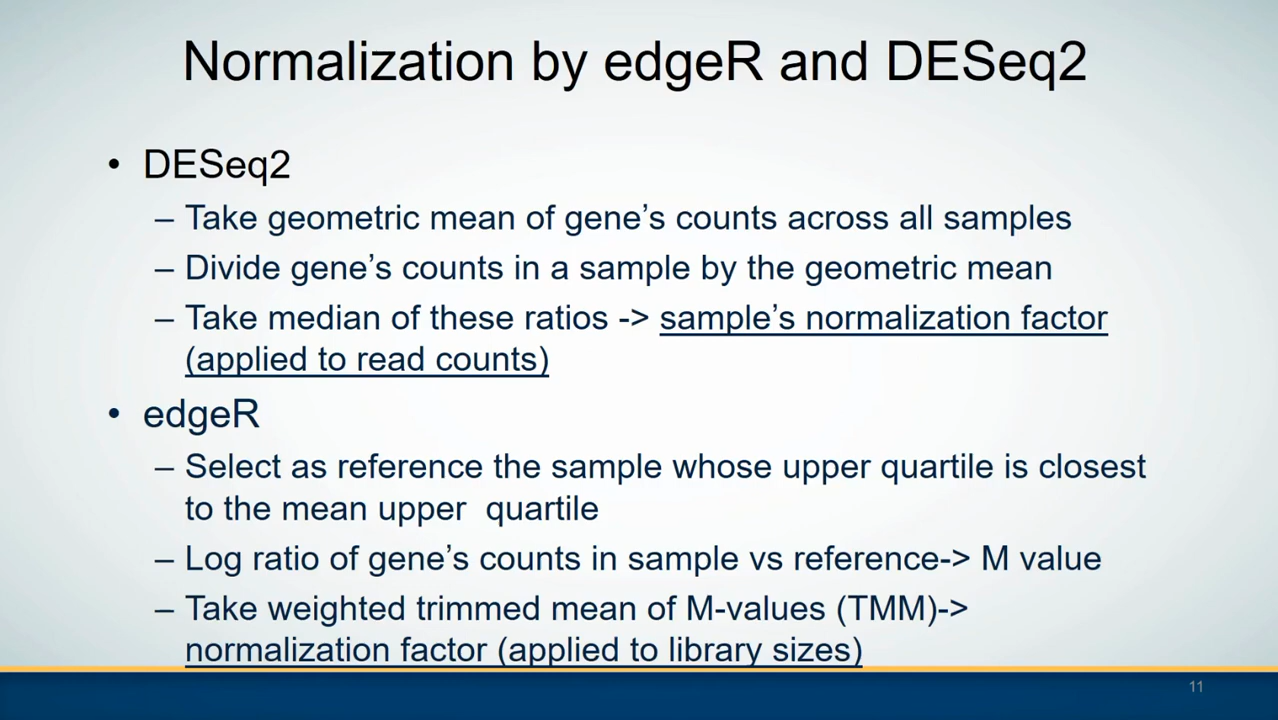 Normalization by edgeR and DESeq2
• DESeq2
– Take geometric mean of gene’s counts across all samples
– Divide gene’s counts in a sample by the geometric mean
– Take median of these ratios -> sample’s normalization factor
(applied to read counts)
• edgeR
– Select as reference the sample whose upper quartile is closest
to the mean upper  quartile
– Log ratio of gene’s counts in sample vs reference-> M value
– Take weighted trimmed mean of M-values (TMM)->
normalization factor (applied to library sizes)
11